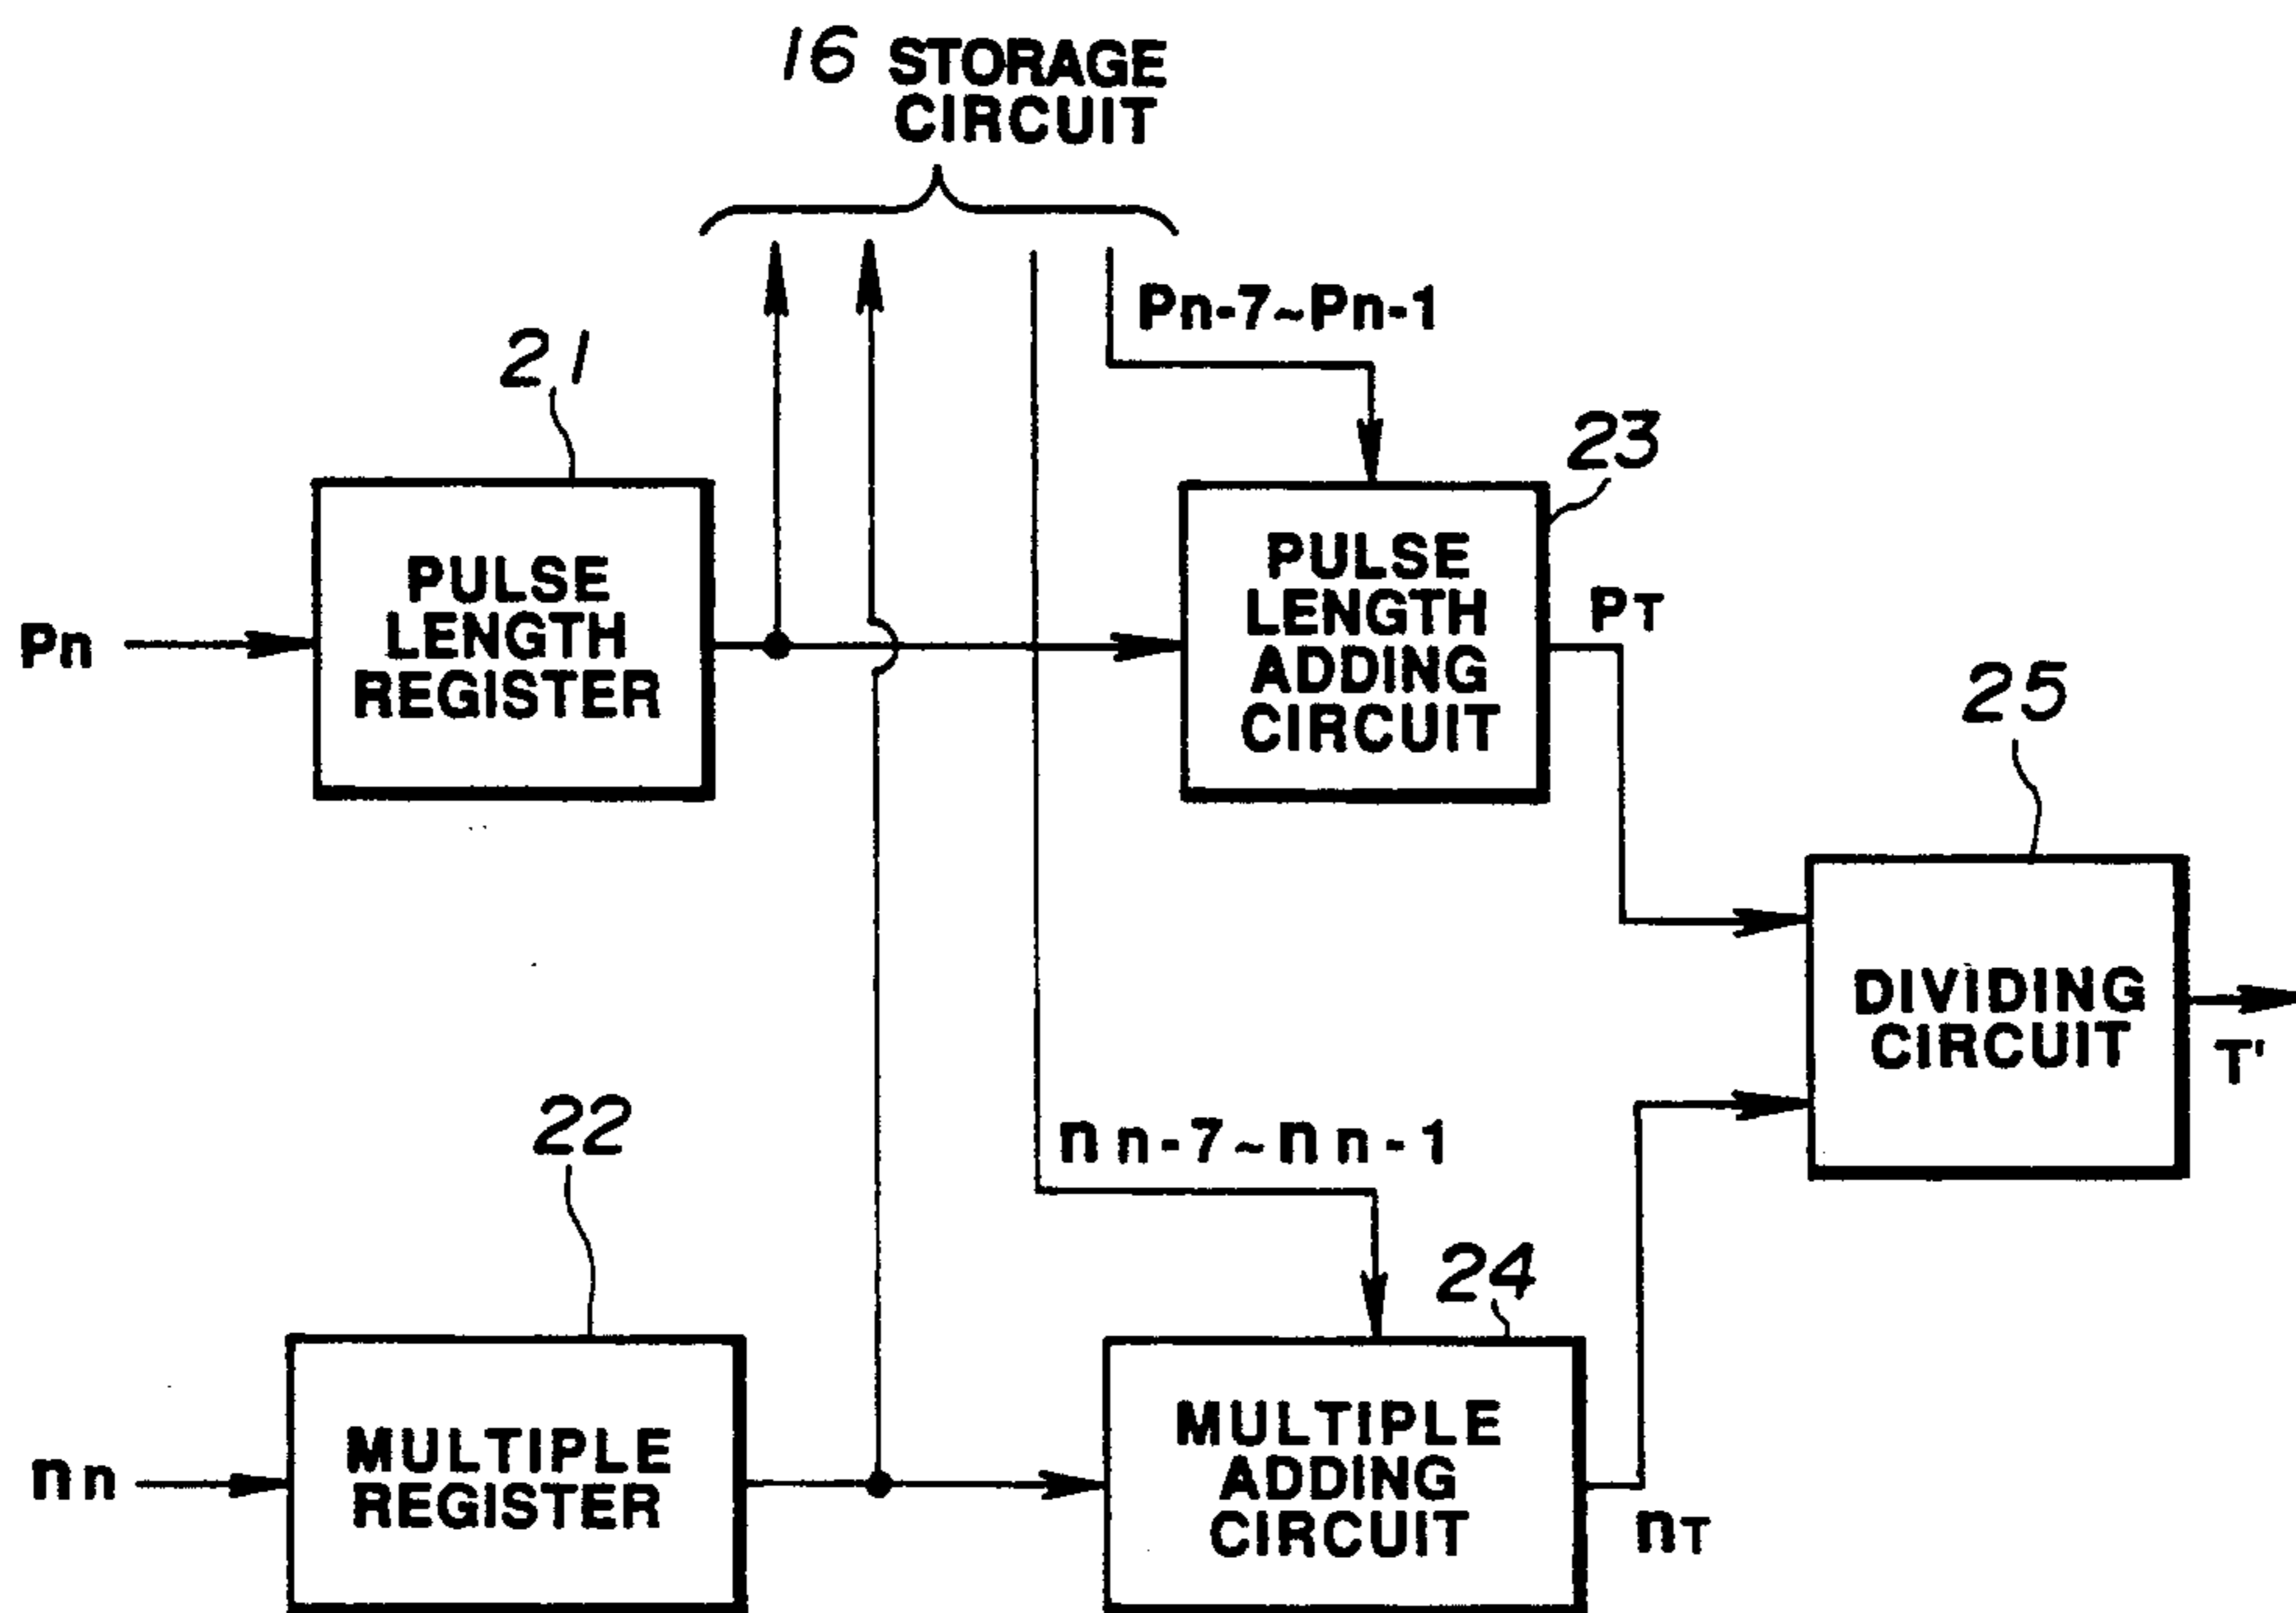 16 STORAGE
CIRCUIT
Pn-7~Pn-1
21
23
PULSE
LENGTH
REGISTER
PULSE
LENGTH
ADDING
CIRCUIT
Pn
PT
25
DIVIDING
CIRCUIT
T'
22
nn-7~nn-1
24
MULTIPLE
REGISTER
MULTIPLE
ADDING
CIRCUIT
nn
nT